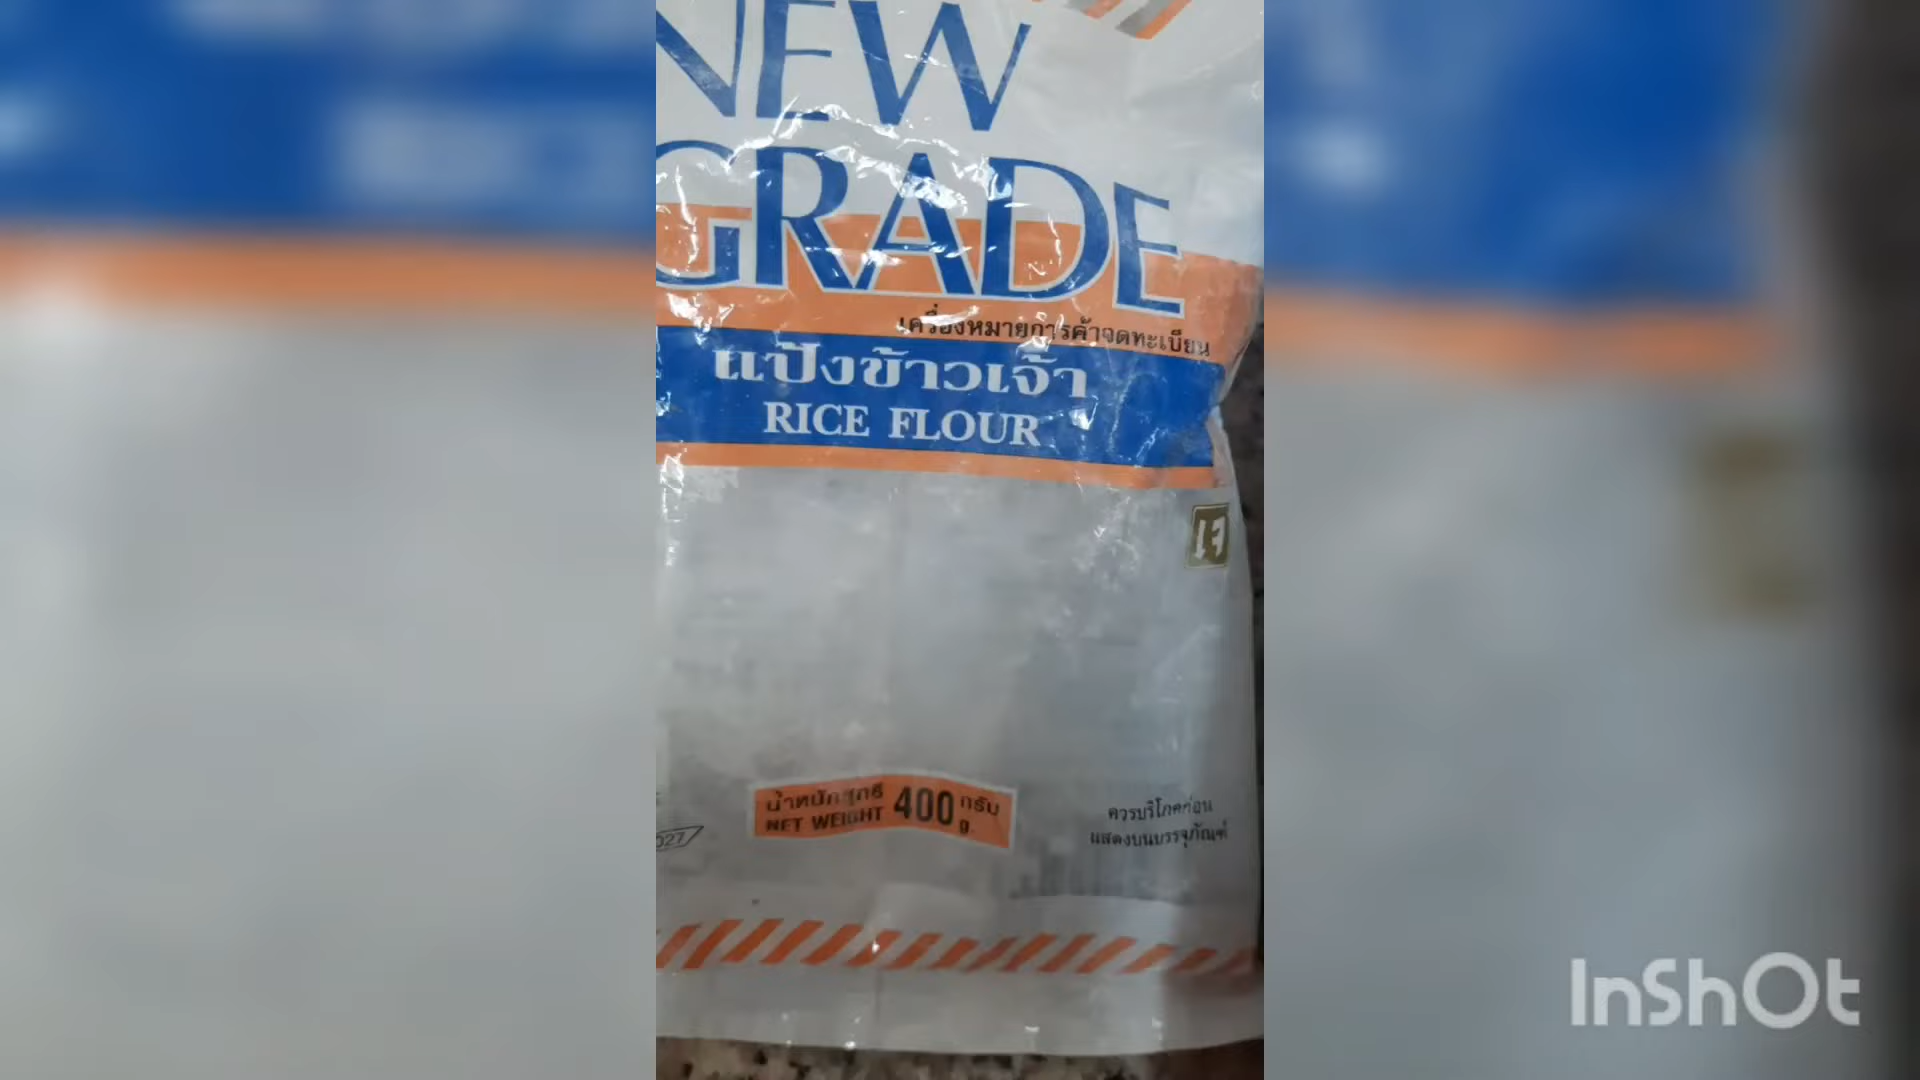 NEW
GRADE
เครื่องหมายการค้าจดทะเบียน
แป้งข้าวเจ้า
RICE FLOUR
เจ
น้ำหนักสุทธิ 400 กรัม
NET WEIGHT g.
ควรบริโภคก่อน
แสดงบนบรรจุภัณฑ์
027
InShOt